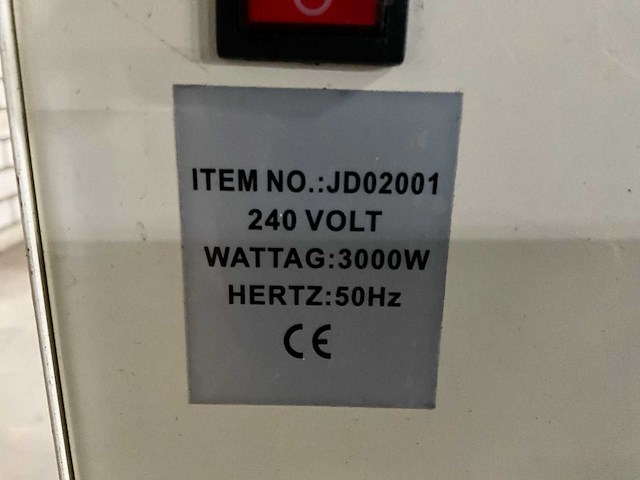 ITEM NO.:JD02001
240 VOLT
WATTAG:3000W
HERTZ:50Hz
CE